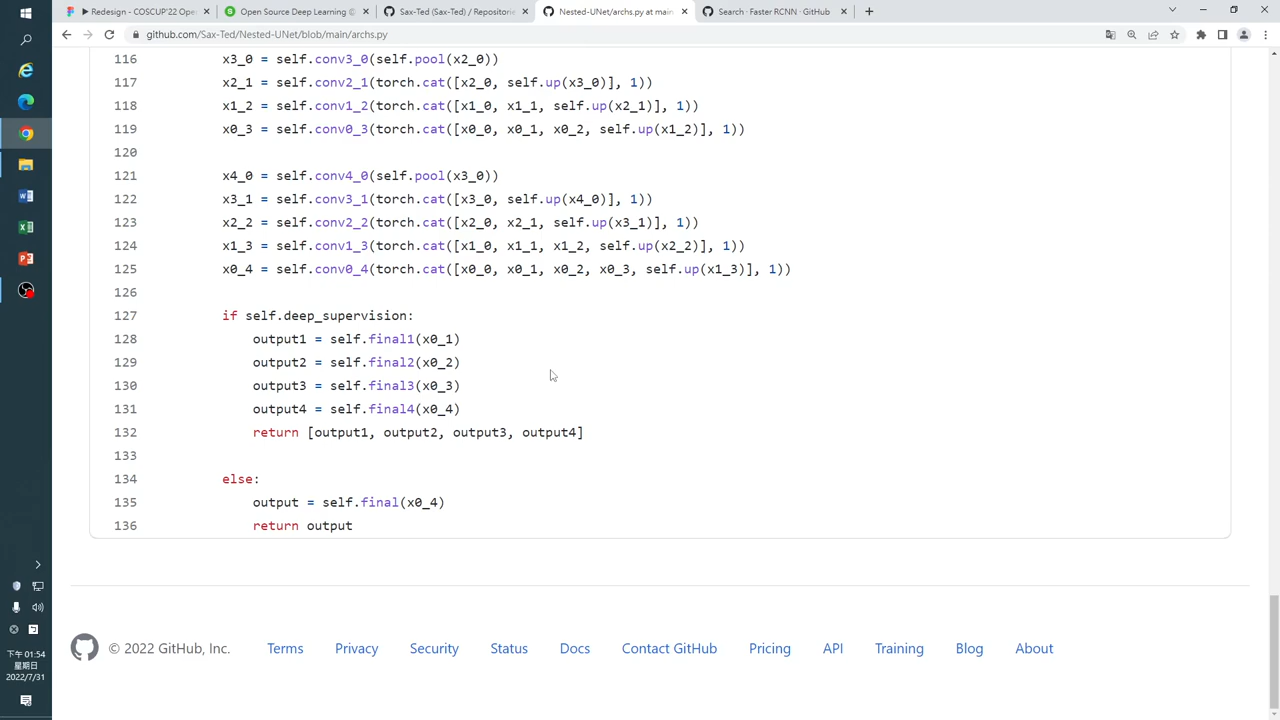 Redesign - COSCUP'22 Ope
Open Source Deep Learning @
Sax-Ted (Sax-Ted) / Repositorie
Nested-UNet/archs.py at main
Search · Faster RCNN · GitHub
github.com/Sax-Ted/Nested-UNet/blob/main/archs.py
116 x3_0 = self.conv3_0(self.pool(x2_0))
117 x2_1 = self.conv2_1(torch.cat([x2_0, self.up(x3_0)], 1))
118 x1_2 = self.conv1_2(torch.cat([x1_0, x1_1, self.up(x2_1)], 1))
119 x0_3 = self.conv0_3(torch.cat([x0_0, x0_1, x0_2, self.up(x1_2)], 1))
120
121 x4_0 = self.conv4_0(self.pool(x3_0))
122 x3_1 = self.conv3_1(torch.cat([x3_0, self.up(x4_0)], 1))
123 x2_2 = self.conv2_2(torch.cat([x2_0, x2_1, self.up(x3_1)], 1))
124 x1_3 = self.conv1_3(torch.cat([x1_0, x1_1, x1_2, self.up(x2_2)], 1))
125 x0_4 = self.conv0_4(torch.cat([x0_0, x0_1, x0_2, x0_3, self.up(x1_3)], 1))
126
127 if self.deep_supervision:
128 output1 = self.final1(x0_1)
129 output2 = self.final2(x0_2)
130 output3 = self.final3(x0_3)
131 output4 = self.final4(x0_4)
132 return [output1, output2, output3, output4]
133
134 else:
135 output = self.final(x0_4)
136 return output
© 2022 GitHub, Inc. Terms Privacy Security Status Docs Contact GitHub Pricing API Training Blog About
下午 01:54
星期日
2022/7/31